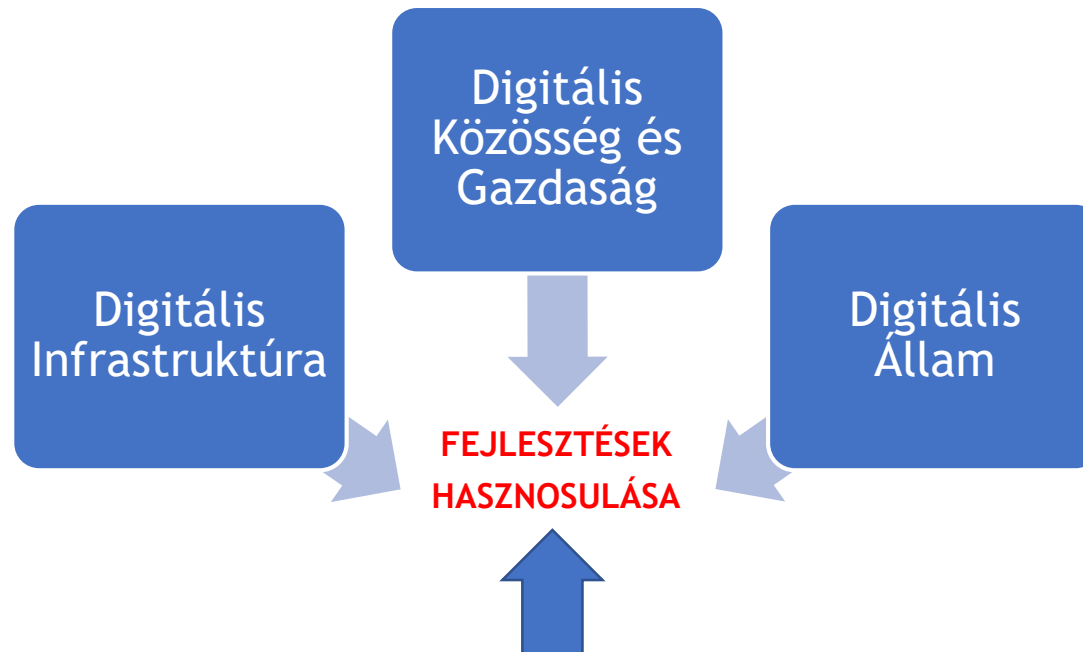 Digitális
Közösség és
Gazdaság
Digitális
Infrastruktúra
Digitális
Állam
FEJLESZTÉSEK
HASZNOSULÁSA